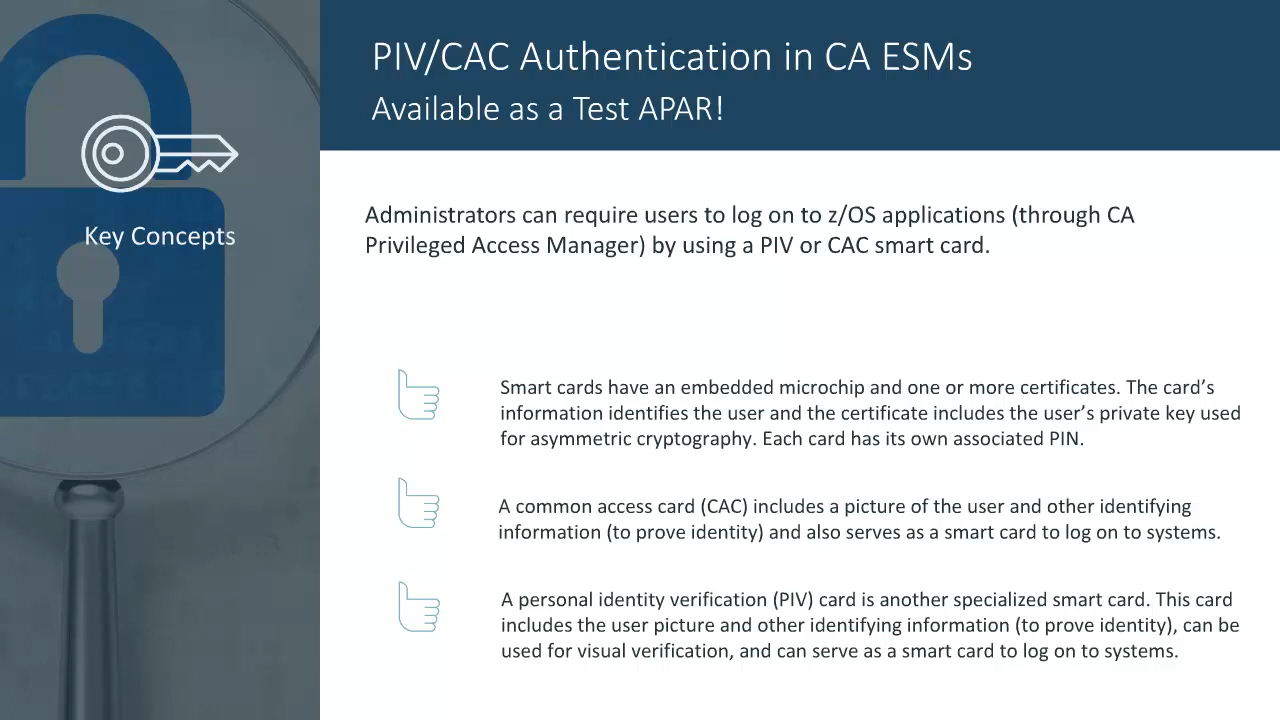 PIV/CAC Authentication in CA ESMs
Available as a Test APAR!
Key Concepts
Administrators can require users to log on to z/OS applications (through CA
Privileged Access Manager) by using a PIV or CAC smart card.
Smart cards have an embedded microchip and one or more certificates. The card’s
information identifies the user and the certificate includes the user’s private key used
for asymmetric cryptography. Each card has its own associated PIN.
A common access card (CAC) includes a picture of the user and other identifying
information (to prove identity) and also serves as a smart card to log on to systems.
A personal identity verification (PIV) card is another specialized smart card. This card
includes the user picture and other identifying information (to prove identity), can be
used for visual verification, and can serve as a smart card to log on to systems.